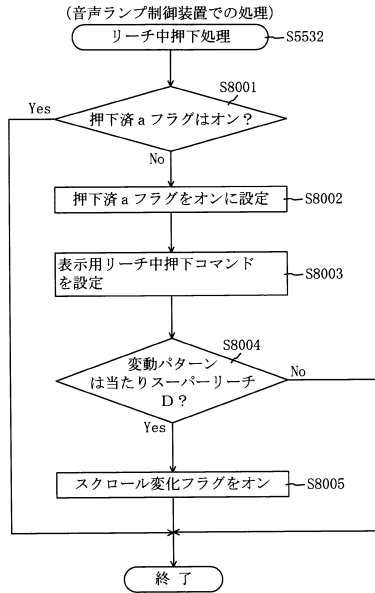 (音声ランプ制御装置での処理)
リーチ中押下処理
S5532
S8001
Yes
押下済aフラグはオン?
No
押下済aフラグをオンに設定
S8002
表示用リーチ中押下コマンド
を設定
S8003
S8004
変動パターン
は当たりスーパーリーチ
D?
No
Yes
スクロール変化フラグをオン
S8005
終了